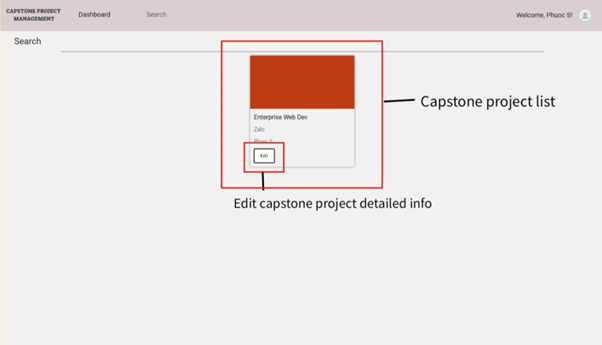 CAPSTONE PROJECT
MANAGEMENT
Dashboard
Search
Welcome, Phuoc S!
Search
Enterprise Web Dev
Zalo
Phuoc S
Edit
Capstone project list
Edit capstone project detailed info